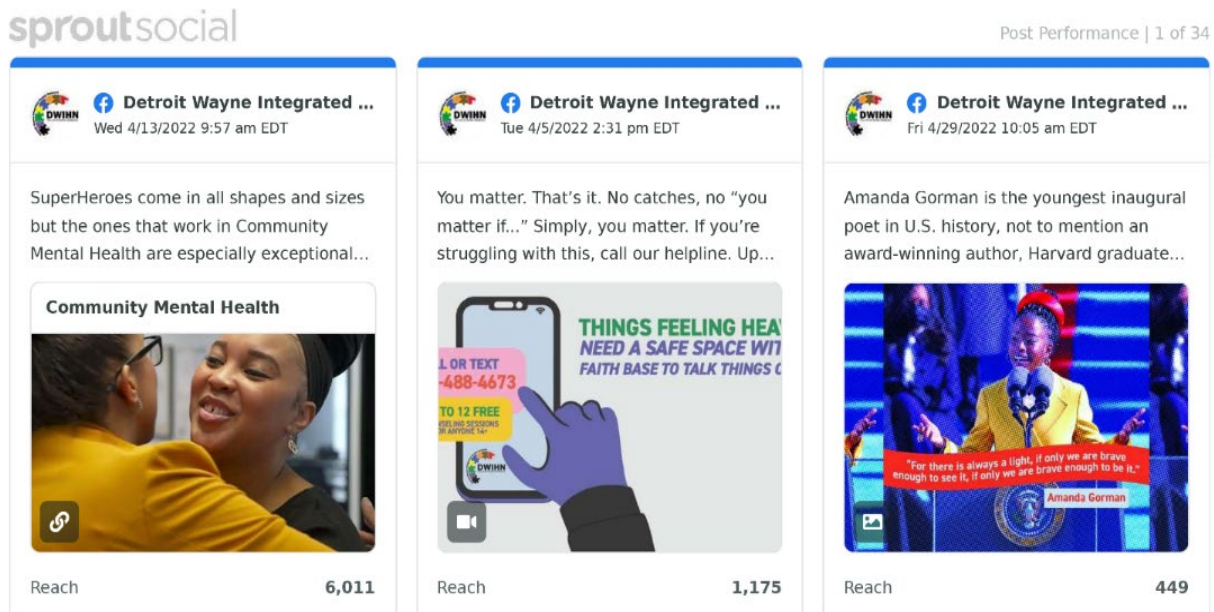 sproutsocial
Post Performance | 1 of 34
DWIHN
Detroit Wayne Integrated ...
Wed 4/13/2022 9:57 am EDT
SuperHeroes come in all shapes and sizes
but the ones that work in Community
Mental Health are especially exceptional...
Community Mental Health
Reach 6,011
DWIHN
Detroit Wayne Integrated ...
Tue 4/5/2022 2:31 pm EDT
You matter. That’s it. No catches, no “you
matter if...” Simply, you matter. If you’re
struggling with this, call our helpline. Up...
THINGS FEELING HEA
NEED A SAFE SPACE WIT
FAITH BASE TO TALK THINGS
L OR TEXT
-488-4673
TO 12 FREE
SELING SESSIONS
OR ANYONE 14+
DWIHN
Reach 1,175
DWIHN
Detroit Wayne Integrated ...
Fri 4/29/2022 10:05 am EDT
Amanda Gorman is the youngest inaugural
poet in U.S. history, not to mention an
award-winning author, Harvard graduate...
"For there is always a light, if only we are brave
enough to see it, if only we are brave enough to be it."
Amanda Gorman
Reach 449